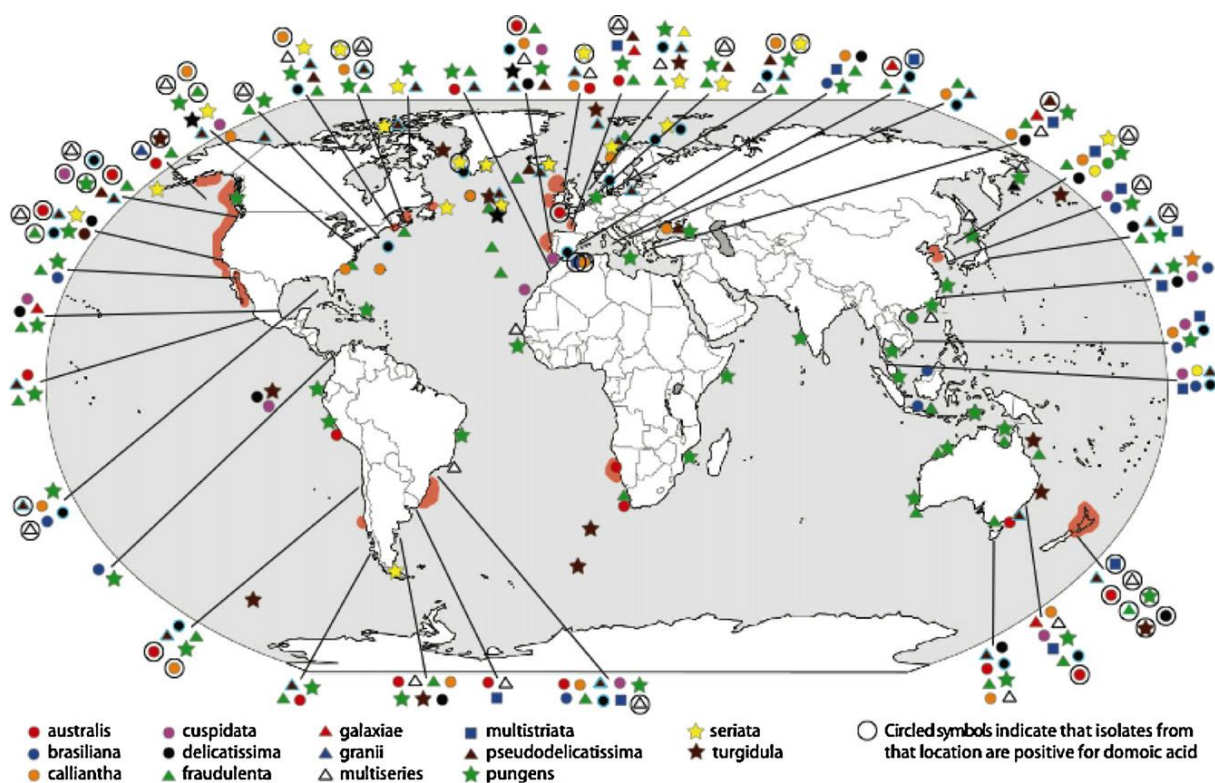 australis
brasiliana
calliantha
cuspidata
delicatissima
fraudulenta
galaxiae
granii
multiseries
multistriata
pseudodelicatissima
pungens
seriata
turgidula
Circled symbols indicate that isolates from
that location are positive for domoic acid